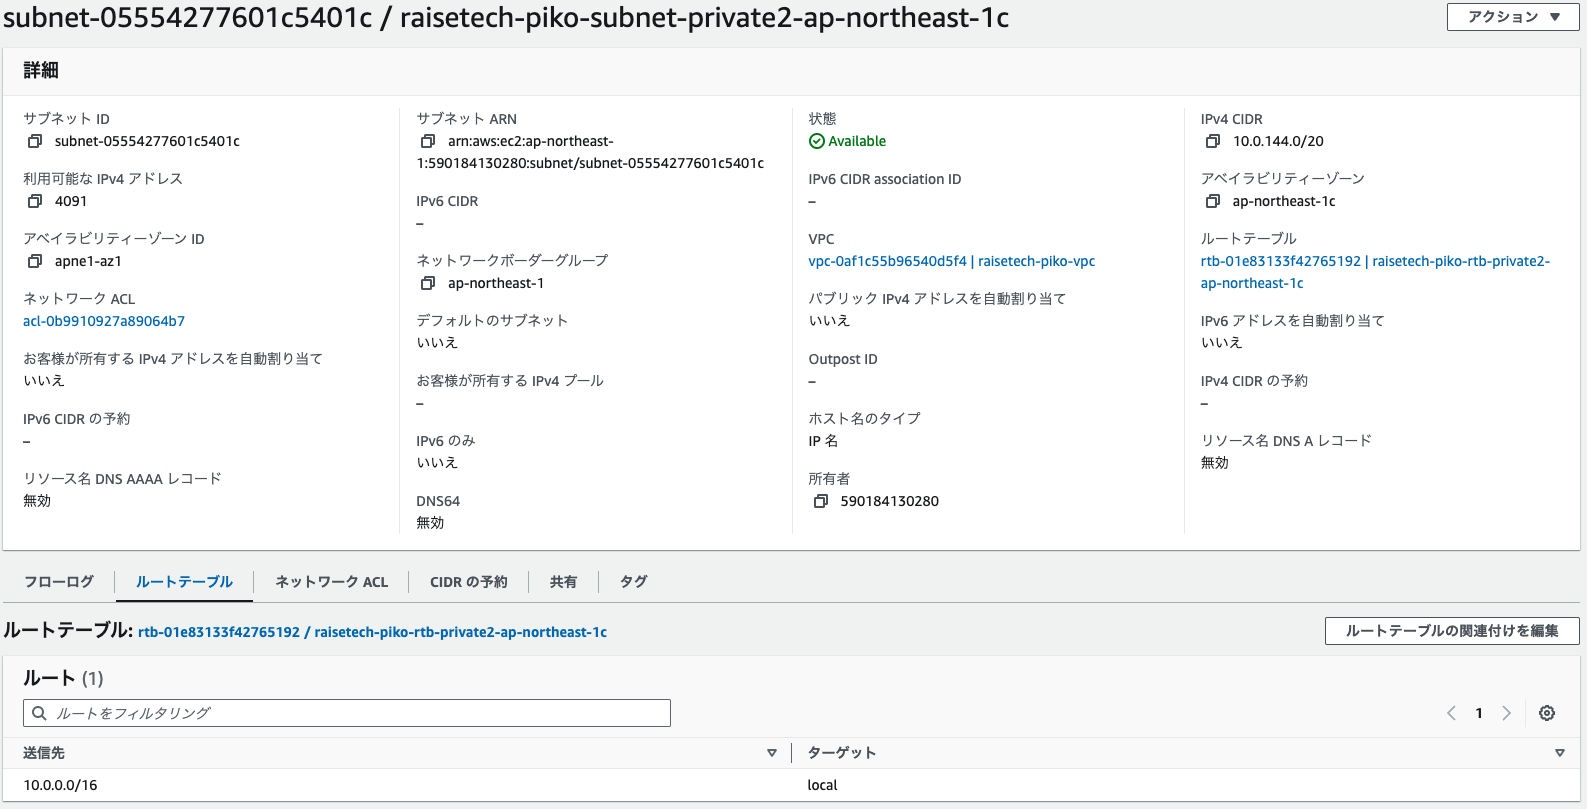 subnet-05554277601c5401c / raisetech-piko-subnet-private2-ap-northeast-1c
アクション
詳細
サブネット ID
subnet-05554277601c5401c
利用可能な IPv4 アドレス
4091
アベイラビリティーゾーン ID
apne1-az1
ネットワーク ACL
acl-0b9910927a89064b7
お客様が所有する IPv4 アドレスを自動割り当て
いいえ
IPv6 CIDR の予約
–
リソース名 DNS AAAA レコード
無効
サブネット ARN
arn:aws:ec2:ap-northeast-
1:590184130280:subnet/subnet-05554277601c5401c
IPv6 CIDR
–
ネットワークボーダーグループ
ap-northeast-1
デフォルトのサブネット
いいえ
お客様が所有する IPv4 プール
–
IPv6 のみ
いいえ
DNS64
無効
状態
Available
IPv6 CIDR association ID
–
VPC
vpc-0af1c55b96540d5f4 | raisetech-piko-vpc
パブリック IPv4 アドレスを自動割り当て
いいえ
Outpost ID
–
ホスト名のタイプ
IP 名
所有者
590184130280
IPv4 CIDR
10.0.144.0/20
アベイラビリティーゾーン
ap-northeast-1c
ルートテーブル
rtb-01e83133f42765192 | raisetech-piko-rtb-private2-
ap-northeast-1c
IPv6 アドレスを自動割り当て
いいえ
IPv4 CIDR の予約
–
リソース名 DNS A レコード
無効
フローログ
ルートテーブル
ネットワーク ACL
CIDR の予約
共有
タグ
ルートテーブル: rtb-01e83133f42765192 / raisetech-piko-rtb-private2-ap-northeast-1c
ルートテーブルの関連付けを編集
ルート (1)
ルートをフィルタリング
1
送信先
ターゲット
10.0.0.0/16
local